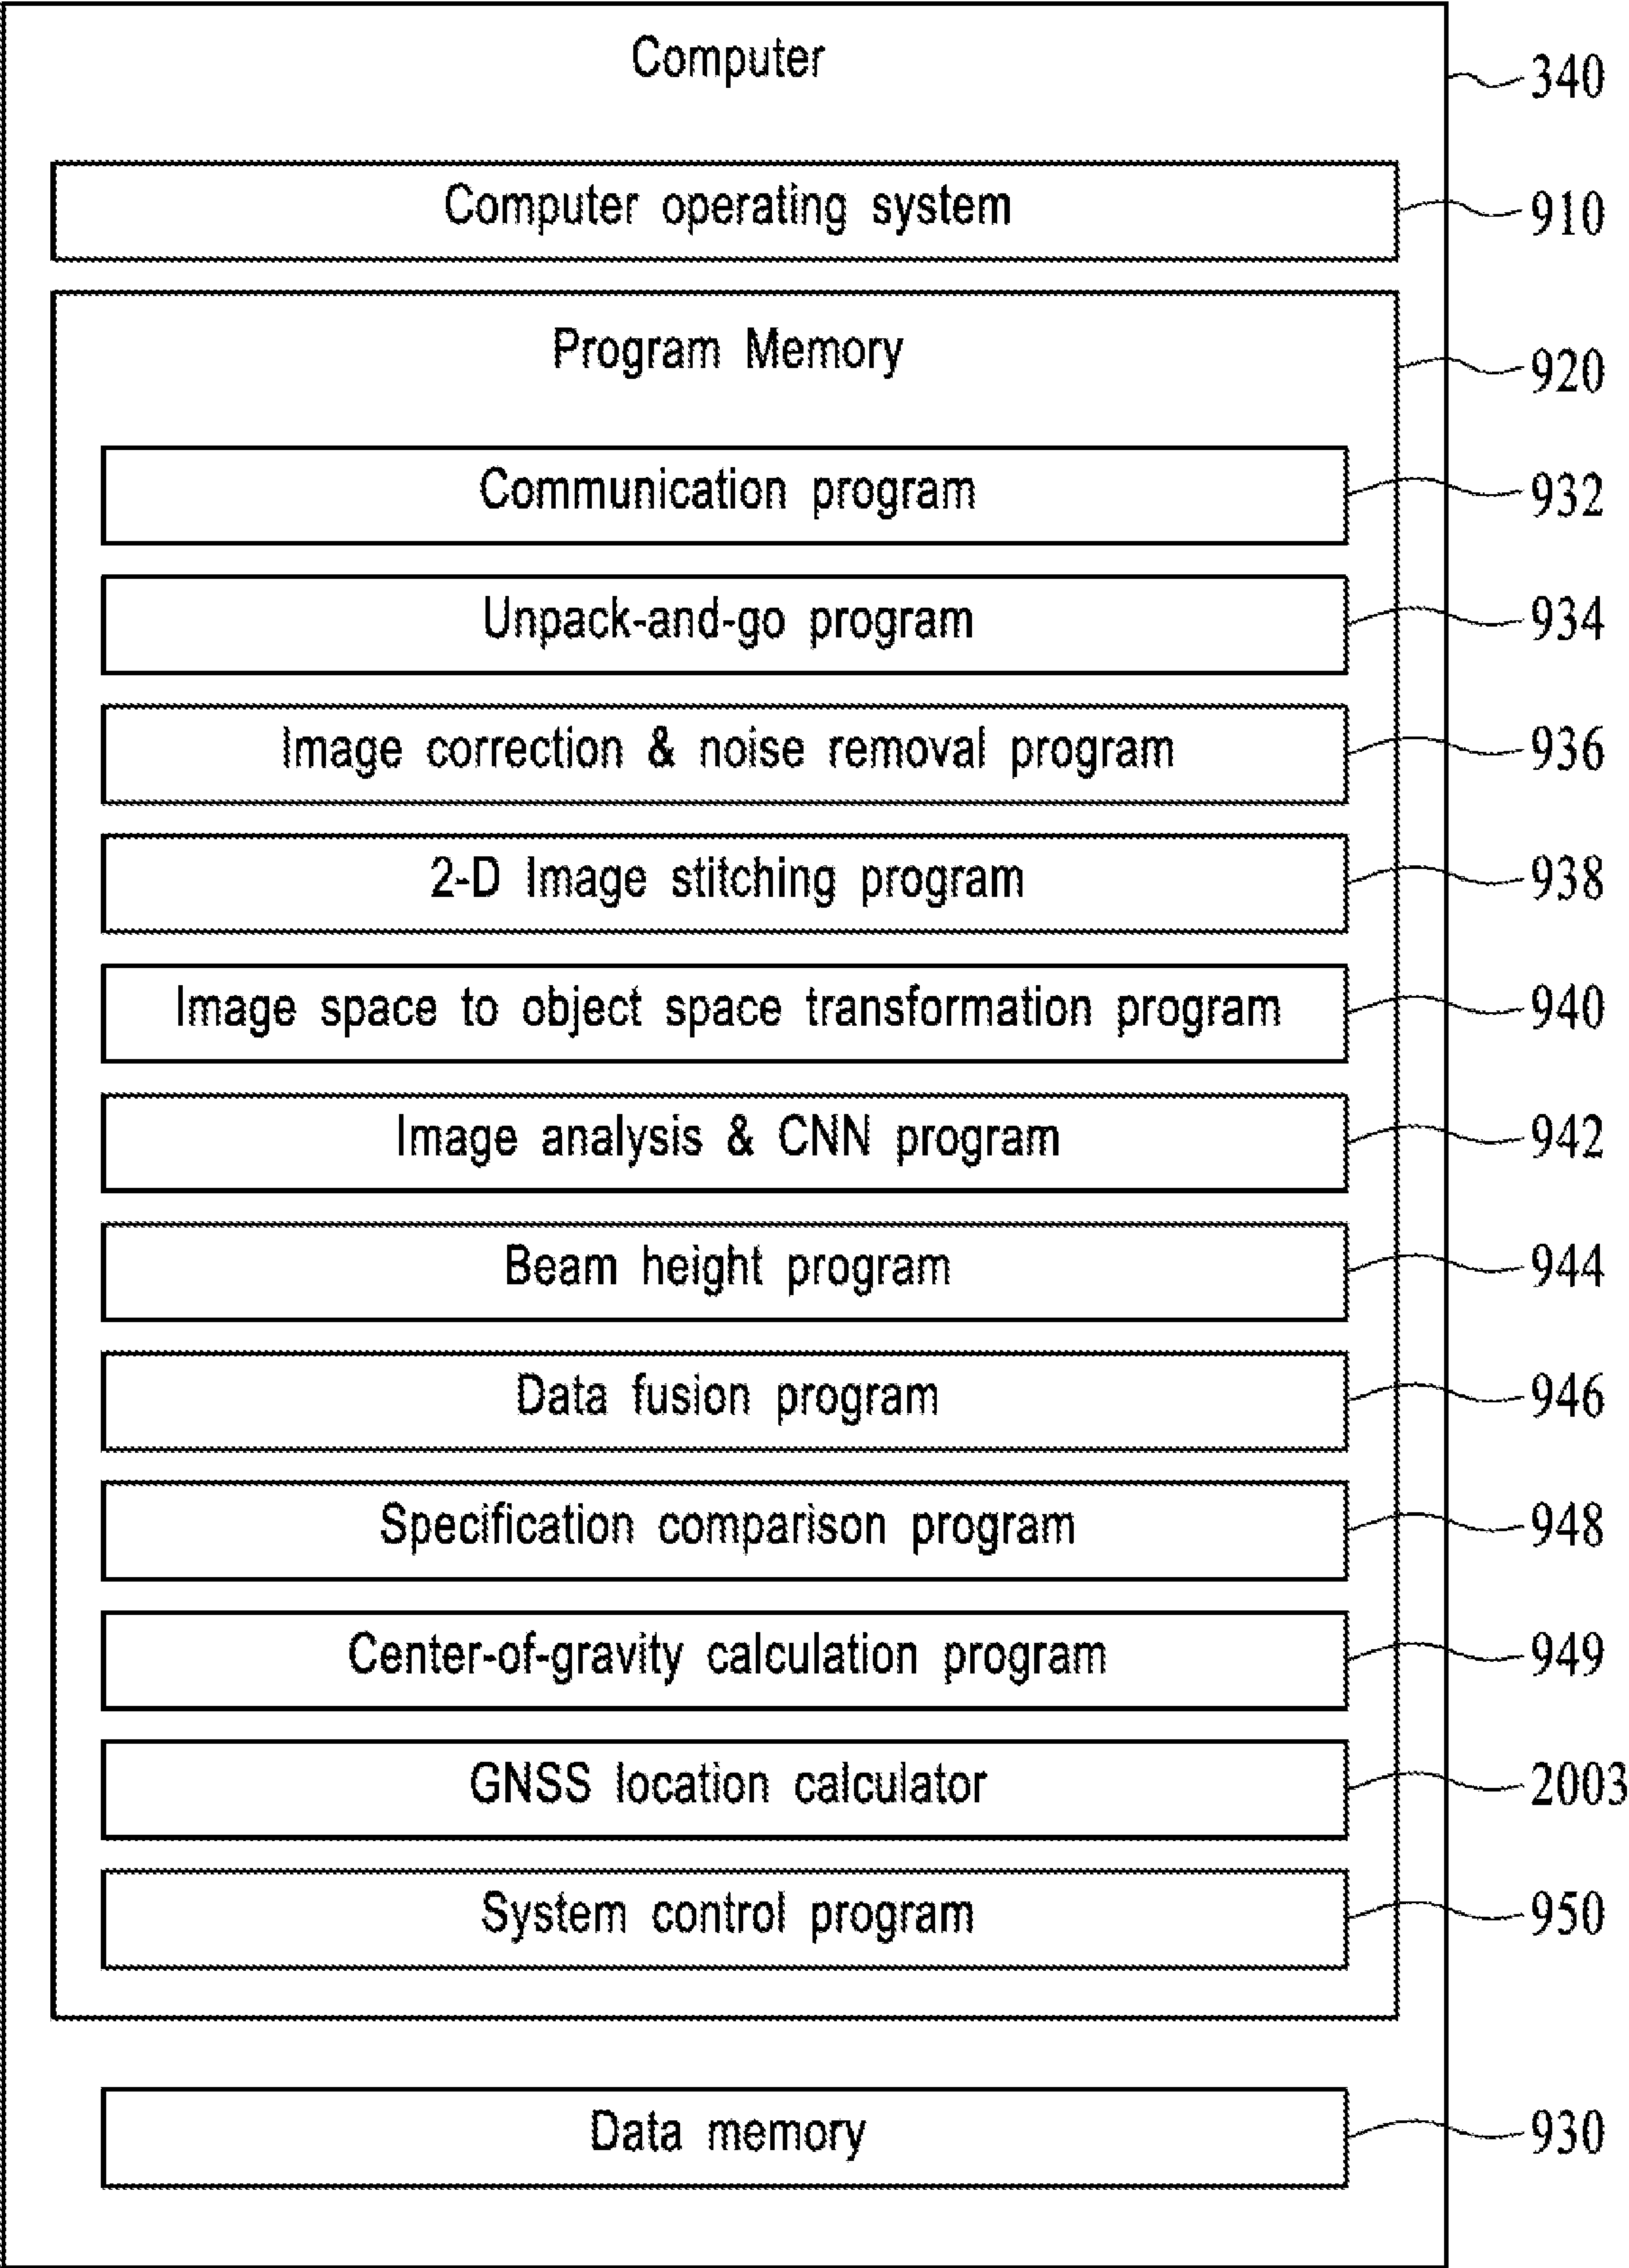 Computer
340
Computer operating system
910
Program Memory
920
Communication program
932
Unpack-and-go program
934
Image correction & noise removal program
936
2-D Image stitching program
938
Image space to object space transformation program
940
Image analysis & CNN program
942
Beam height program
944
Data fusion program
946
Specification comparison program
948
Center-of-gravity calculation program
949
GNSS location calculator
2003
System control program
950
Data memory
930